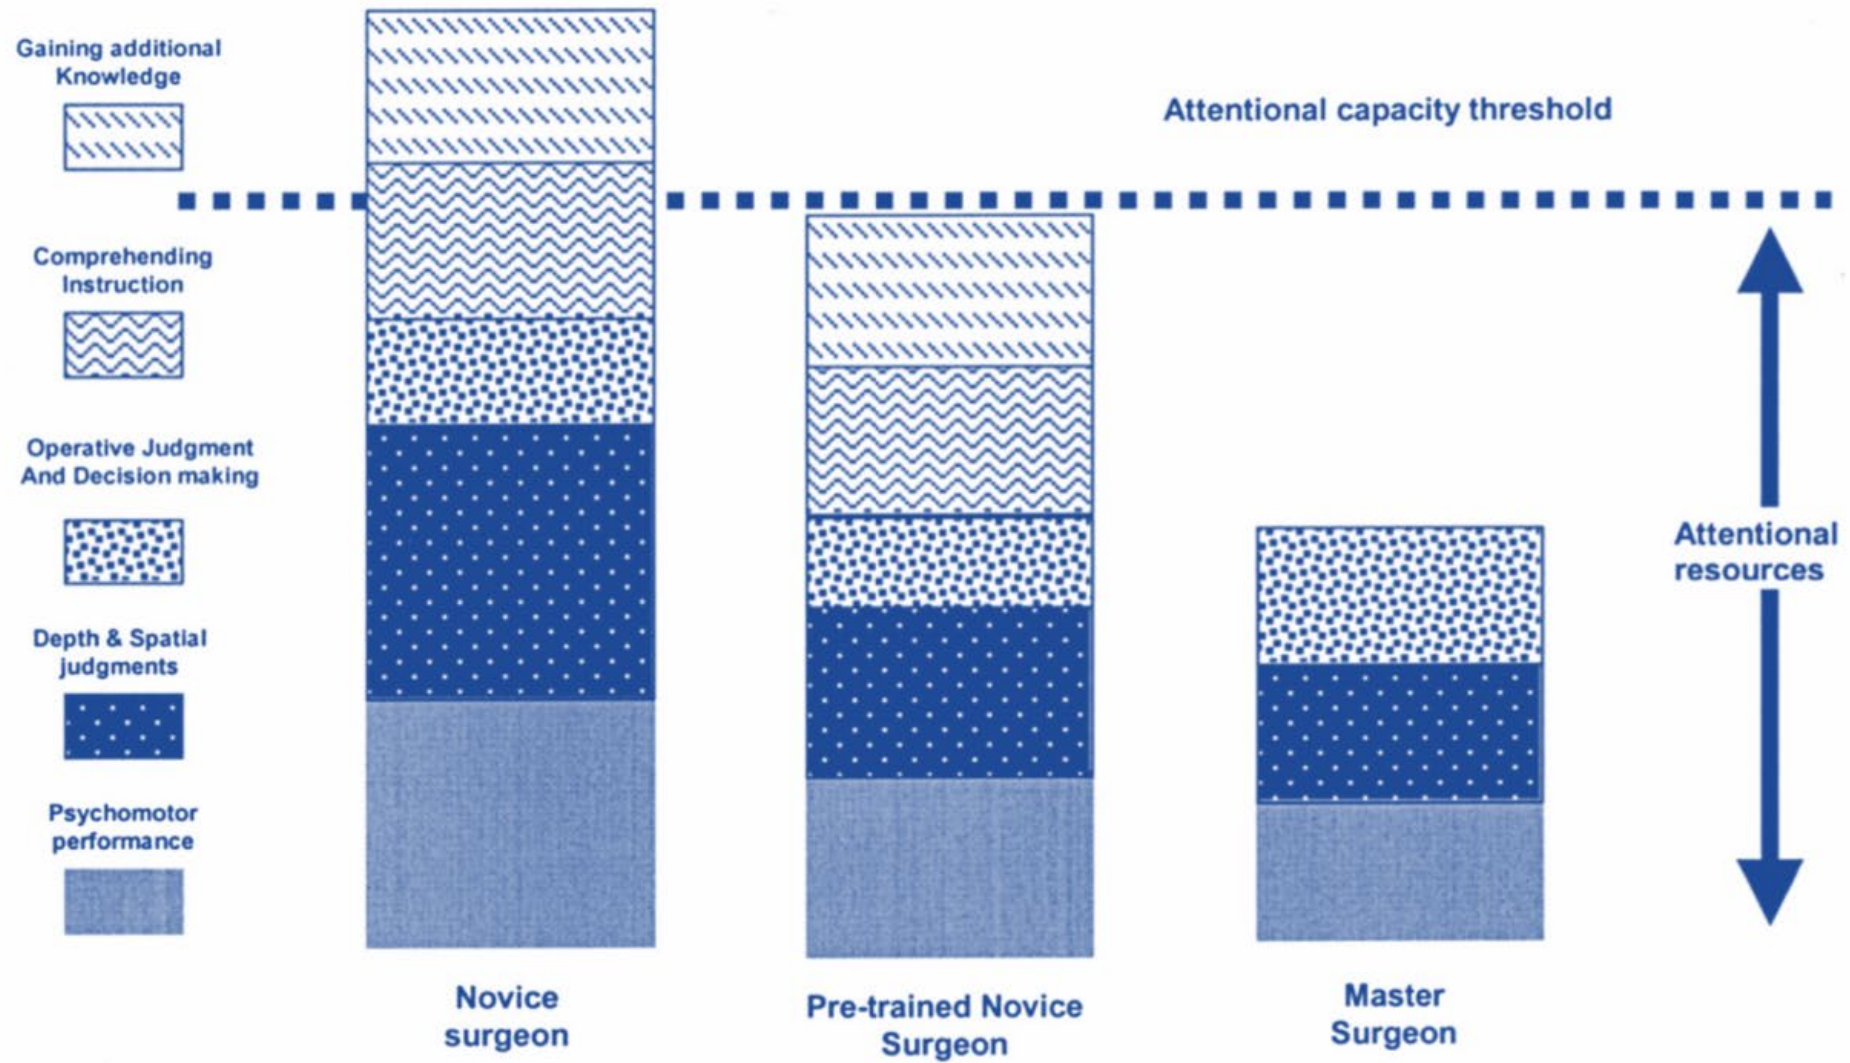 Gaining additional
Knowledge
Attentional capacity threshold
Comprehending
Instruction
Operative Judgment
And Decision making
Attentional
resources
Depth & Spatial
judgments
Psychomotor
performance
Novice
surgeon
Pre-trained Novice
Surgeon
Master
Surgeon